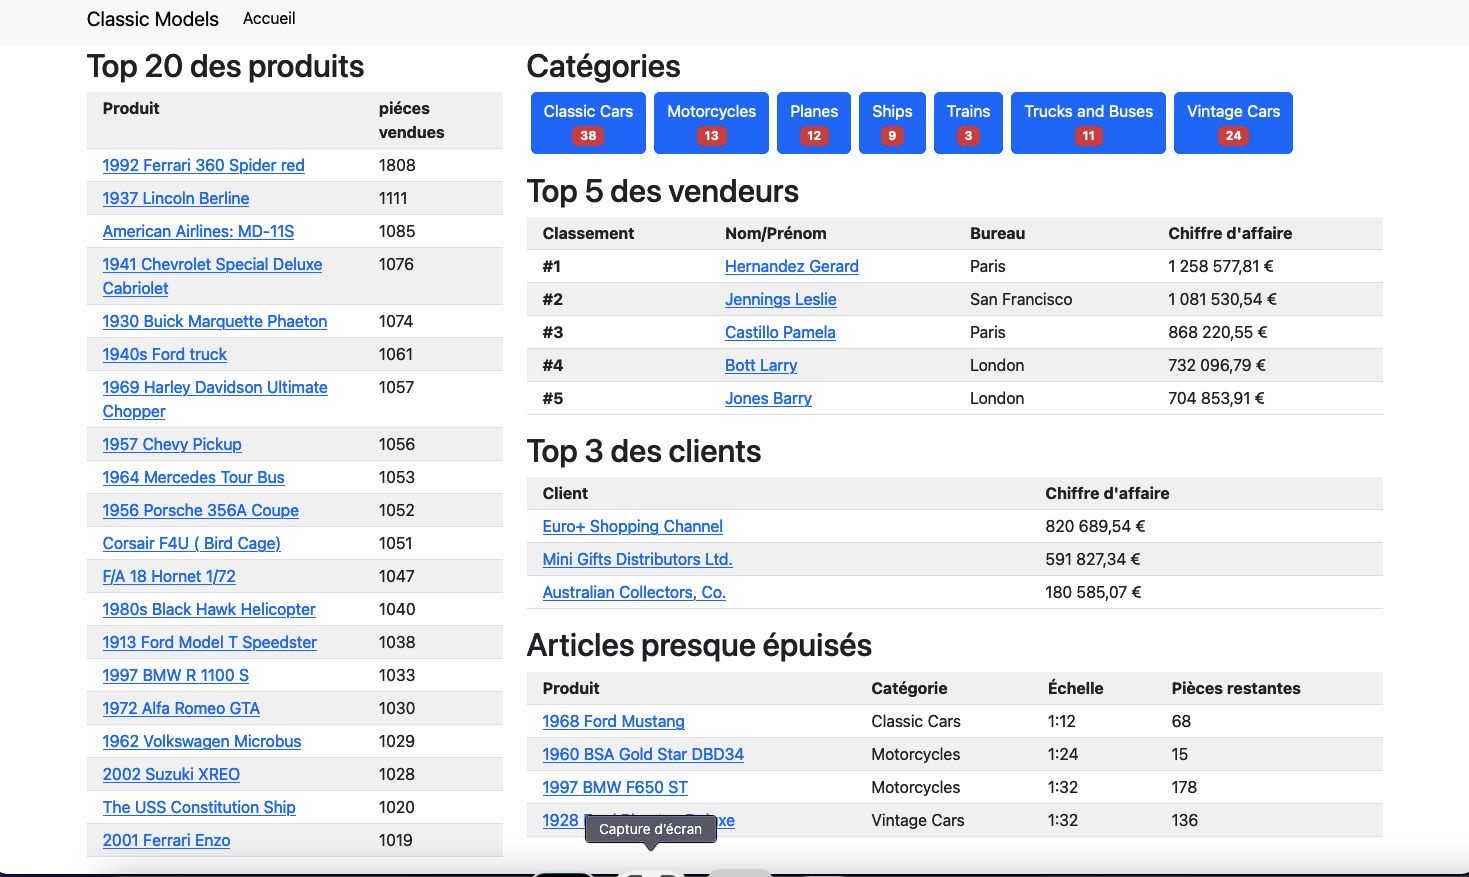 Classic Models Accueil
Top 20 des produits
Produit piéces
vendues
1992 Ferrari 360 Spider red 1808
1937 Lincoln Berline 1111
American Airlines: MD-11S 1085
1941 Chevrolet Special Deluxe 1076
Cabriolet
1930 Buick Marquette Phaeton 1074
1940s Ford truck 1061
1969 Harley Davidson Ultimate 1057
Chopper
1957 Chevy Pickup 1056
1964 Mercedes Tour Bus 1053
1956 Porsche 356A Coupe 1052
Corsair F4U ( Bird Cage) 1051
F/A 18 Hornet 1/72 1047
1980s Black Hawk Helicopter 1040
1913 Ford Model T Speedster 1038
1997 BMW R 1100 S 1033
1972 Alfa Romeo GTA 1030
1962 Volkswagen Microbus 1029
2002 Suzuki XREO 1028
The USS Constitution Ship 1020
2001 Ferrari Enzo 1019
Catégories
Classic Cars Motorcycles Planes Ships Trains Trucks and Buses Vintage Cars
38 13 12 9 3 11 24
Top 5 des vendeurs
Classement Nom/Prénom Bureau Chiffre d'affaire
#1 Hernandez Gerard Paris 1 258 577,81 €
#2 Jennings Leslie San Francisco 1 081 530,54 €
#3 Castillo Pamela Paris 868 220,55 €
#4 Bott Larry London 732 096,79 €
#5 Jones Barry London 704 853,91 €
Top 3 des clients
Client Chiffre d'affaire
Euro+ Shopping Channel 820 689,54 €
Mini Gifts Distributors Ltd. 591 827,34 €
Australian Collectors, Co. 180 585,07 €
Articles presque épuisés
Produit Catégorie Échelle Pièces restantes
1968 Ford Mustang Classic Cars 1:12 68
1960 BSA Gold Star DBD34 Motorcycles 1:24 15
1997 BMW F650 ST Motorcycles 1:32 178
1928 Vintage Cars 1:32 136
Capture d'écran